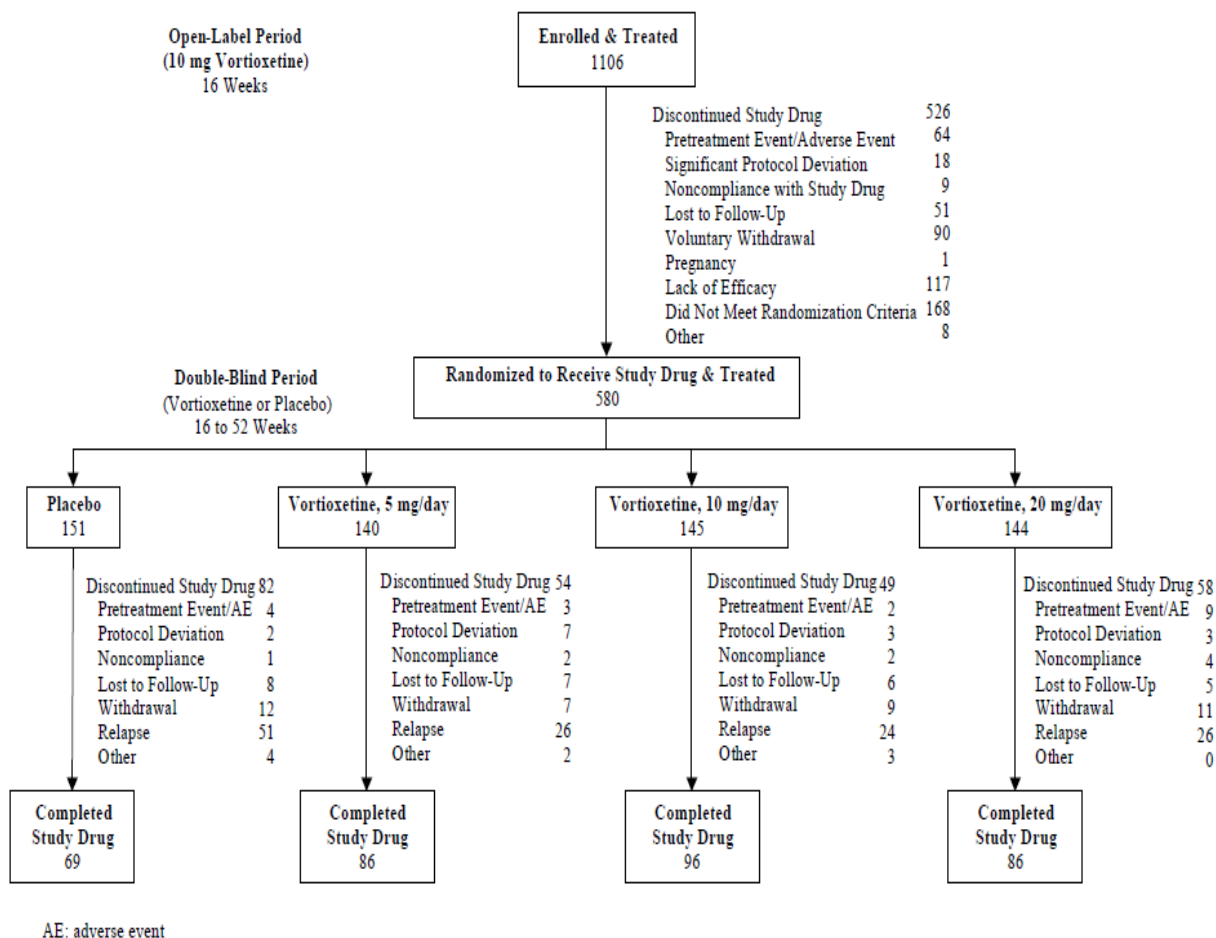 Open-Label Period
(10 mg Vortioxetine)
16 Weeks
Enrolled & Treated
1106
Discontinued Study Drug 526
Pretreatment Event/Adverse Event 64
Significant Protocol Deviation 18
Noncompliance with Study Drug 9
Lost to Follow-Up 51
Voluntary Withdrawal 90
Pregnancy 1
Lack of Efficacy 117
Did Not Meet Randomization Criteria 168
Other 8
Double-Blind Period
(Vortioxetine or Placebo)
16 to 52 Weeks
Randomized to Receive Study Drug & Treated
580
Placebo
151
Discontinued Study Drug 82
Pretreatment Event/AE 4
Protocol Deviation 2
Noncompliance 1
Lost to Follow-Up 8
Withdrawal 12
Relapse 51
Other 4
Completed
Study Drug
69
Vortioxetine, 5 mg/day
140
Discontinued Study Drug 54
Pretreatment Event/AE 3
Protocol Deviation 7
Noncompliance 2
Lost to Follow-Up 7
Withdrawal 7
Relapse 26
Other 2
Completed
Study Drug
86
Vortioxetine, 10 mg/day
145
Discontinued Study Drug 49
Pretreatment Event/AE 2
Protocol Deviation 3
Noncompliance 2
Lost to Follow-Up 6
Withdrawal 9
Relapse 24
Other 3
Completed
Study Drug
96
Vortioxetine, 20 mg/day
144
Discontinued Study Drug 58
Pretreatment Event/AE 9
Protocol Deviation 3
Noncompliance 4
Lost to Follow-Up 5
Withdrawal 11
Relapse 26
Other 0
Completed
Study Drug
86
AE: adverse event